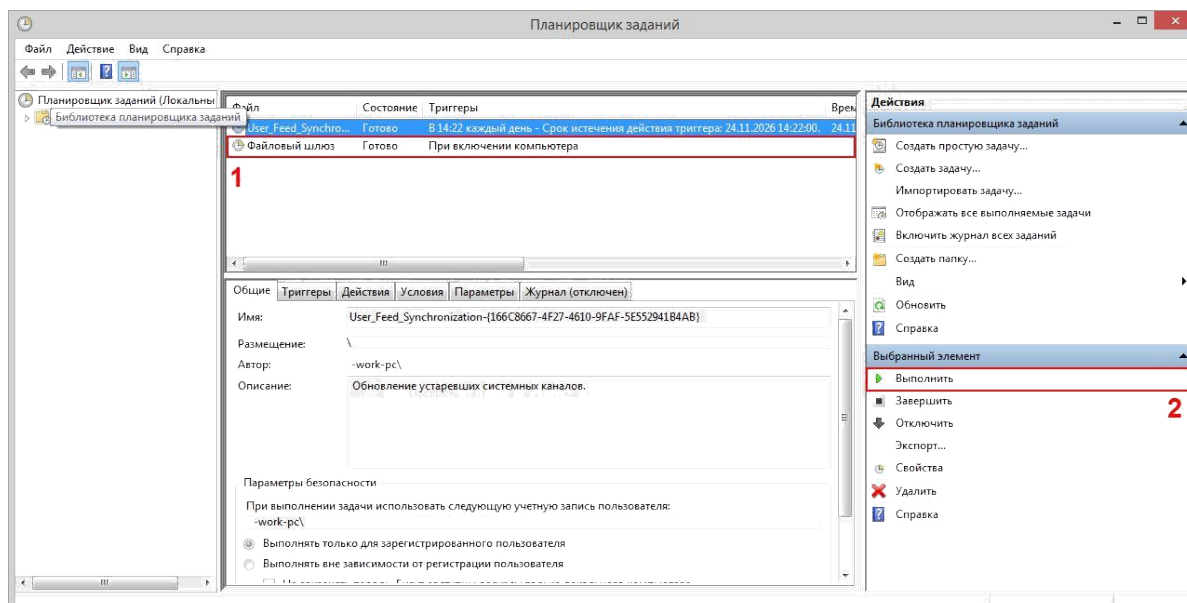 Планировщик заданий
Файл Действие Вид Справка
Планировщик заданий (Локальны
Библиотека планировщика заданий
Файл Состояние Триггеры Врем
User_Feed_Synchro... Готово В 14:22 каждый день - Срок истечения действия триггера: 24.11.2026 14:22:00. 24.11
Файловый шлюз Готово При включении компьютера
1
Общие Триггеры Действия Условия Параметры Журнал (отключен)
Имя: User_Feed_Synchronization-{166C8667-4F27-4610-9FAF-5E552941B4AB}
Размещение: \
Автор: -work-pc\
Описание: Обновление устаревших системных каналов.
Параметры безопасности
При выполнении задачи использовать следующую учетную запись пользователя:
-work-pc\
Выполнять только для зарегистрированного пользователя
Выполнять вне зависимости от регистрации пользователя
Действия
Библиотека планировщика заданий
Создать простую задачу...
Создать задачу...
Импортировать задачу...
Отображать все выполняемые задачи
Включить журнал всех заданий
Создать папку...
Вид
Обновить
Справка
Выбранный элемент
Выполнить
2
Завершить
Отключить
Экспорт...
Свойства
Удалить
Справка